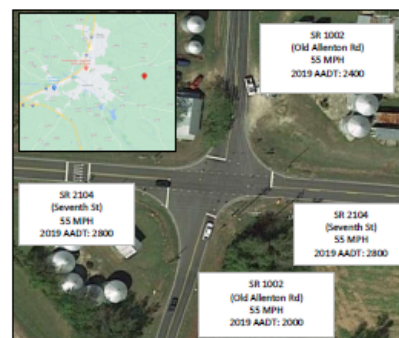 SR 1002
(Old Allenton Rd)
55 MPH
2019 AADT: 2400
SR 2104
(Seventh St)
55 MPH
2019 AADT: 2800
SR 2104
(Seventh St)
55 MPH
2019 AADT: 2800
SR 1002
(Old Allenton Rd)
55 MPH
2019 AADT: 2000